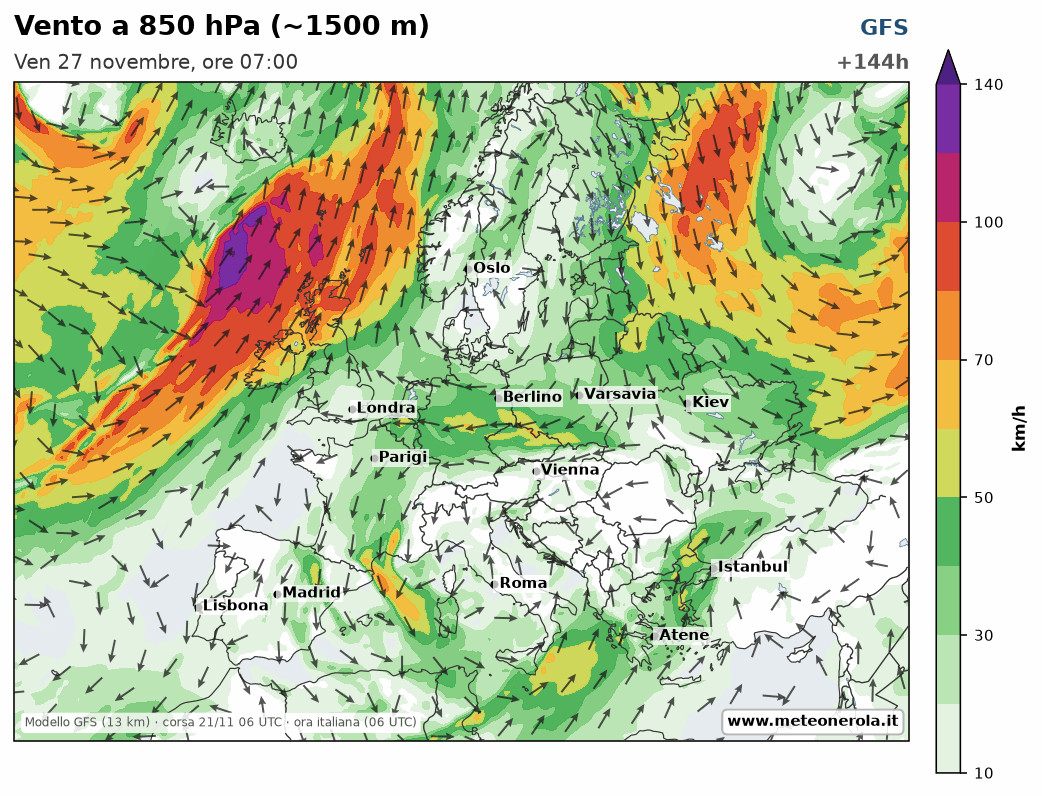 Vento a 850 hPa (~1500 m)
GFS
Ven 27 novembre, ore 07:00
+144h
140
100
70
50
30
10
km/h
Oslo
Londra
Berlino
Varsavia
Kiev
Parigi
Vienna
Lisbona
Madrid
Roma
Istanbul
Atene
Modello GFS (13 km) · corsa 21/11 06 UTC · ora italiana (06 UTC)
www.meteonerola.it